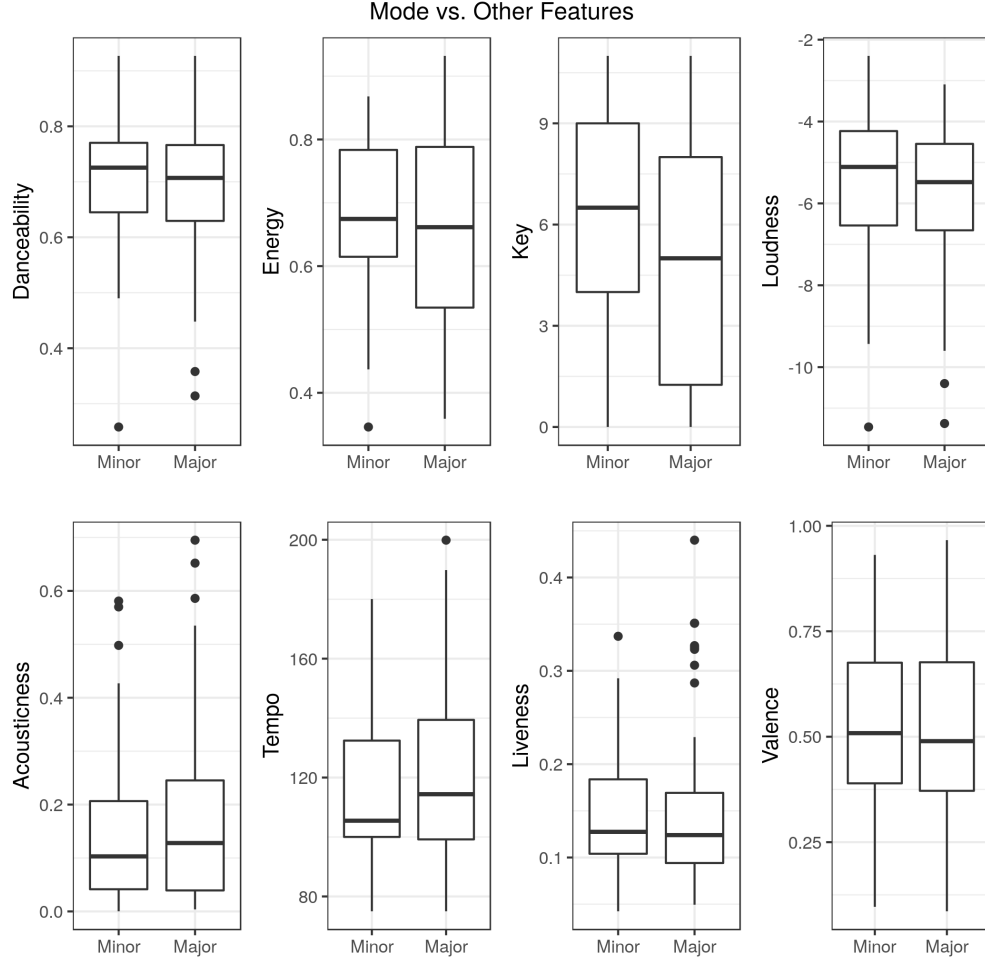 Mode vs. Other Features
Danceability
0.8
0.6
0.4
Minor Major
Energy
0.8
0.6
0.4
Minor Major
Key
9
6
3
0
Minor Major
Loudness
-2
-4
-6
-8
-10
Minor Major
Acousticness
0.6
0.4
0.2
0.0
Minor Major
Tempo
200
160
120
80
Minor Major
Liveness
0.4
0.3
0.2
0.1
Minor Major
Valence
1.00
0.75
0.50
0.25
Minor Major